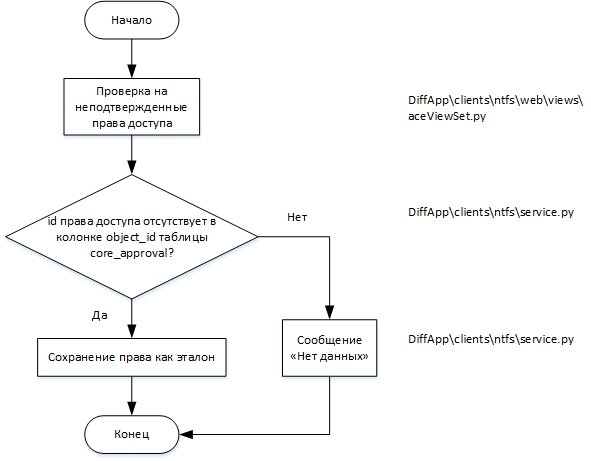 Начало
Проверка на
неподтвержденные
права доступа
DiffApp\clients\ntfs\web\views\
aceViewSet.py
id права доступа отсутствует в
колонке object_id таблицы
core_approval?
Нет
DiffApp\clients\ntfs\service.py
Да
Сохранение права как эталон
Сообщение
«Нет данных»
DiffApp\clients\ntfs\service.py
Конец